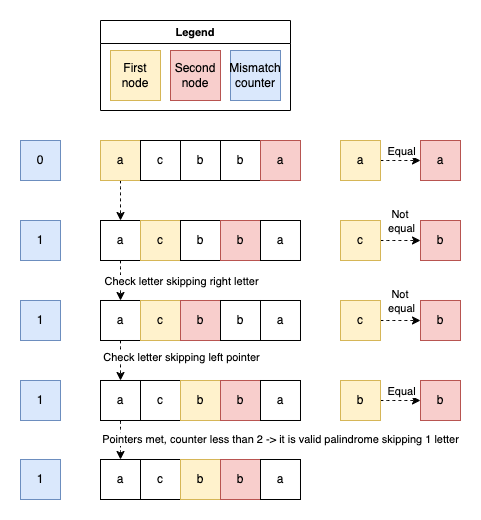 Legend
First
node
Second
node
Mismatch
counter
0
a c b b a
Equal
a a
1
a c b b a
Not
equal
c b
Check letter skipping right letter
1
a c b b a
Not
equal
c b
Check letter skipping left pointer
1
a c b b a
Equal
b b
Pointers met, counter less than 2 -> it is valid palindrome skipping 1 letter
1
a c b b a